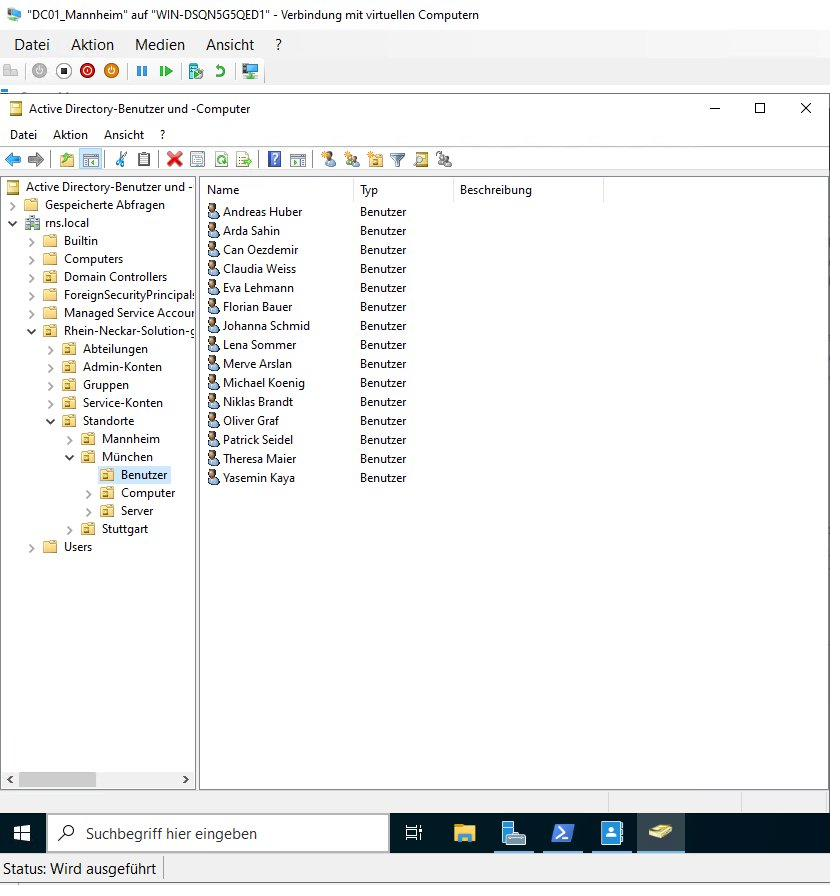 "DC01_Mannheim" auf "WIN-DSQN5G5QED1" - Verbindung mit virtuellen Computern
Datei Aktion Medien Ansicht ?
Active Directory-Benutzer und -Computer
Datei Aktion Ansicht ?
Active Directory-Benutzer und -
Gespeicherte Abfragen
rns.local
Builtin
Computers
Domain Controllers
ForeignSecurityPrincipals
Managed Service Accour
Rhein-Neckar-Solution-g
Abteilungen
Admin-Konten
Gruppen
Service-Konten
Standorte
Mannheim
München
Benutzer
Computer
Server
Stuttgart
Users
Name Typ Beschreibung
Andreas Huber Benutzer
Arda Sahin Benutzer
Can Oezdemir Benutzer
Claudia Weiss Benutzer
Eva Lehmann Benutzer
Florian Bauer Benutzer
Johanna Schmid Benutzer
Lena Sommer Benutzer
Merve Arslan Benutzer
Michael Koenig Benutzer
Niklas Brandt Benutzer
Oliver Graf Benutzer
Patrick Seidel Benutzer
Theresa Maier Benutzer
Yasemin Kaya Benutzer
Suchbegriff hier eingeben
Status: Wird ausgeführt